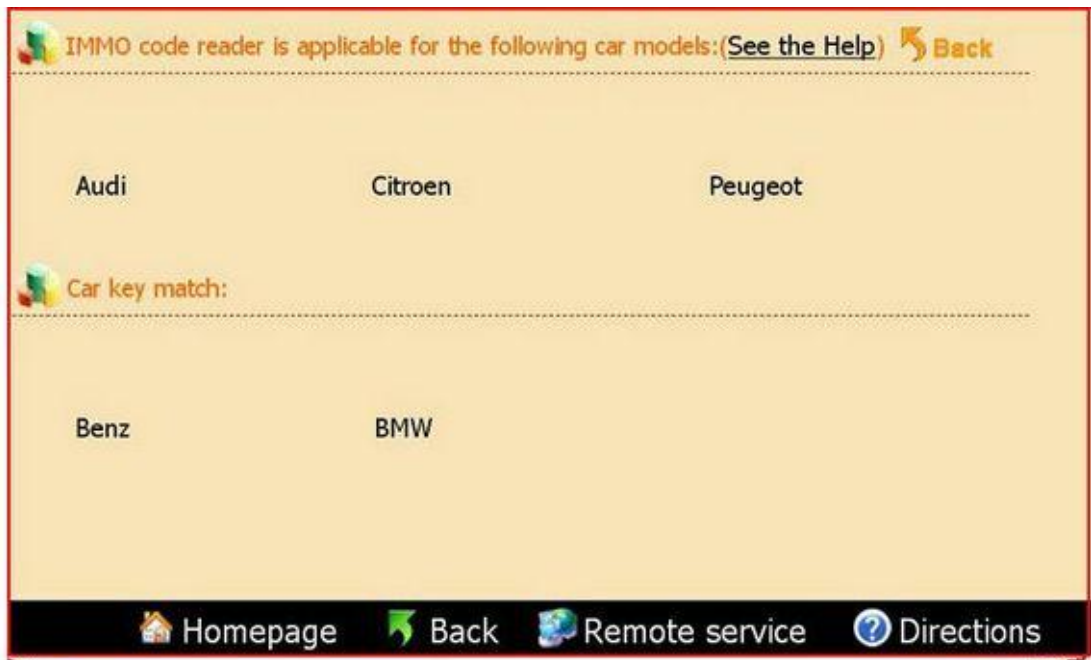 IMMO code reader is applicable for the following car models:(See the Help) Back
Audi Citroen Peugeot
Car key match:
Benz BMW
Homepage Back Remote service Directions